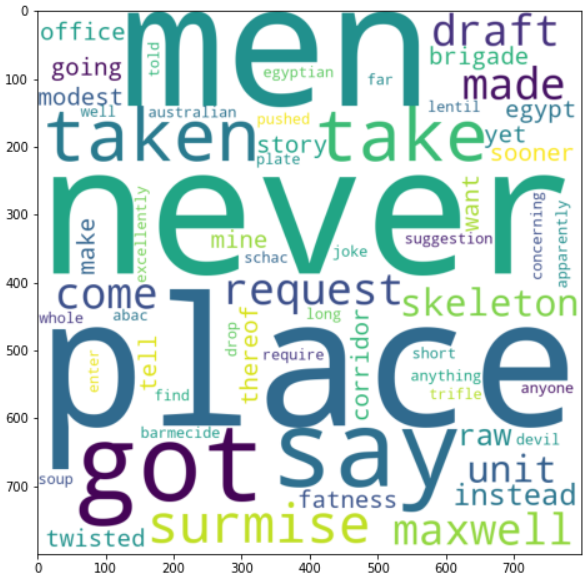 0
100
200
300
400
500
600
700
0 100 200 300 400 500 600 700
office men draft
told
egyptian
going
brigade
far
made
modest
well australian
lentil
egypt
taken
pushed
take
yet
story
plate
sooner
never
excellently
want
concerning
apparently
make
mine
suggestion
joke
schac
come request
skeleton
whole
abac
long
place
enter
tell
drop
thereof
require
corridor
short
anything
trifle
anyone
find
got
barmecide
say
raw
devil
soup
unit
fatness
instead
twisted
surmise
maxwell